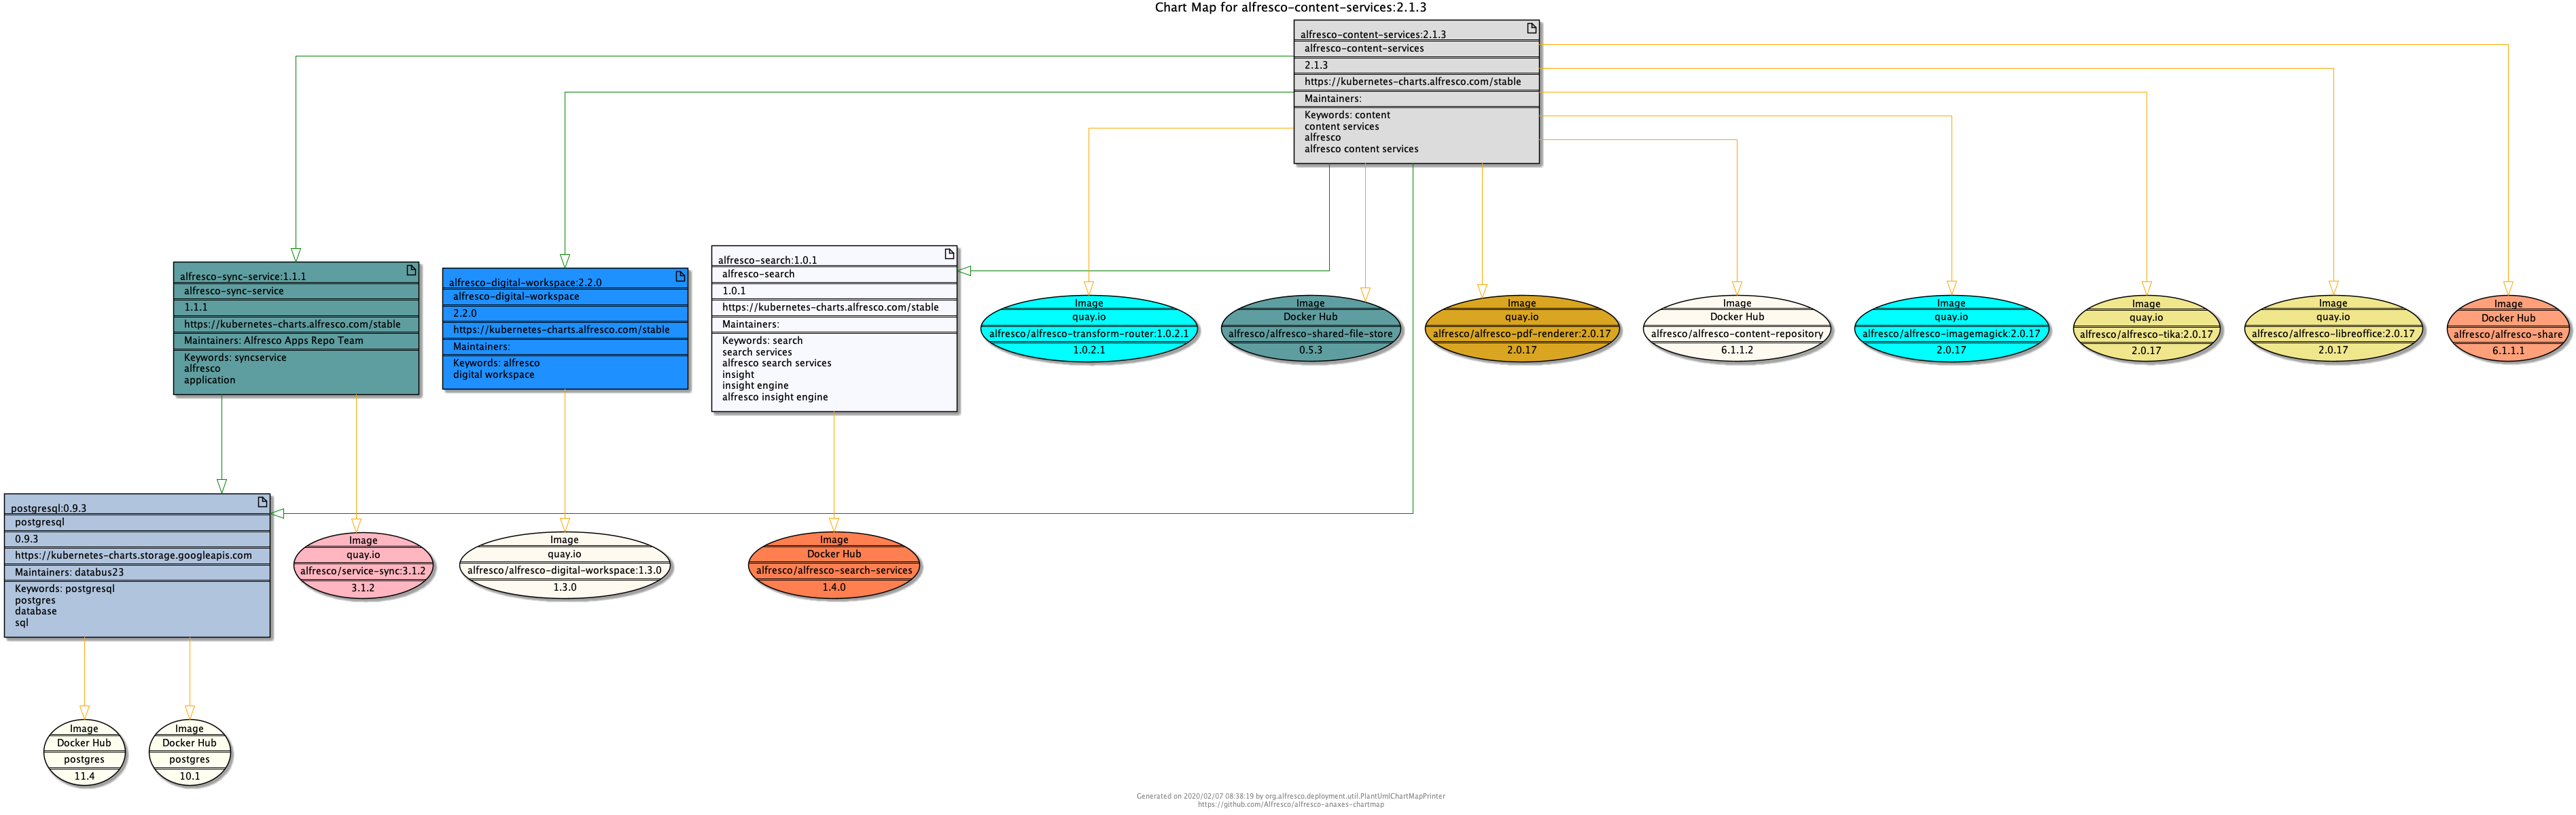 Chart Map for alfresco-content-services:2.1.3
alfresco-content-services:2.1.3
alfresco-content-services
2.1.3
https://kubernetes-charts.alfresco.com/stable
Maintainers:
Keywords: content
content services
alfresco
alfresco content services
alfresco-sync-service:1.1.1
alfresco-sync-service
1.1.1
https://kubernetes-charts.alfresco.com/stable
Maintainers: Alfresco Apps Repo Team
Keywords: syncservice
alfresco
application
alfresco-digital-workspace:2.2.0
alfresco-digital-workspace
2.2.0
https://kubernetes-charts.alfresco.com/stable
Maintainers:
Keywords: alfresco
digital workspace
alfresco-search:1.0.1
alfresco-search
1.0.1
https://kubernetes-charts.alfresco.com/stable
Maintainers:
Keywords: search
search services
alfresco search services
insight
insight engine
alfresco insight engine
Image
quay.io
alfresco/alfresco-transform-router:1.0.2.1
1.0.2.1
Image
Docker Hub
alfresco/alfresco-shared-file-store
0.5.3
Image
quay.io
alfresco/alfresco-pdf-renderer:2.0.17
2.0.17
Image
Docker Hub
alfresco/alfresco-content-repository
6.1.1.2
Image
quay.io
alfresco/alfresco-imagemagick:2.0.17
2.0.17
Image
quay.io
alfresco/alfresco-tika:2.0.17
2.0.17
Image
quay.io
alfresco/alfresco-libreoffice:2.0.17
2.0.17
Image
Docker Hub
alfresco/alfresco-share
6.1.1.1
postgresql:0.9.3
postgresql
0.9.3
https://kubernetes-charts.storage.googleapis.com
Maintainers: databus23
Keywords: postgresql
postgres
database
sql
Image
quay.io
alfresco/service-sync:3.1.2
3.1.2
Image
quay.io
alfresco/alfresco-digital-workspace:1.3.0
1.3.0
Image
Docker Hub
alfresco/alfresco-search-services
1.4.0
Image
Docker Hub
postgres
11.4
Image
Docker Hub
postgres
10.1
Generated on 2020/02/07 08:38:19 by org.alfresco.deployment.util.PlantUmlChartMapPrinter
https://github.com/Alfresco/alfresco-anaxes-chartmap